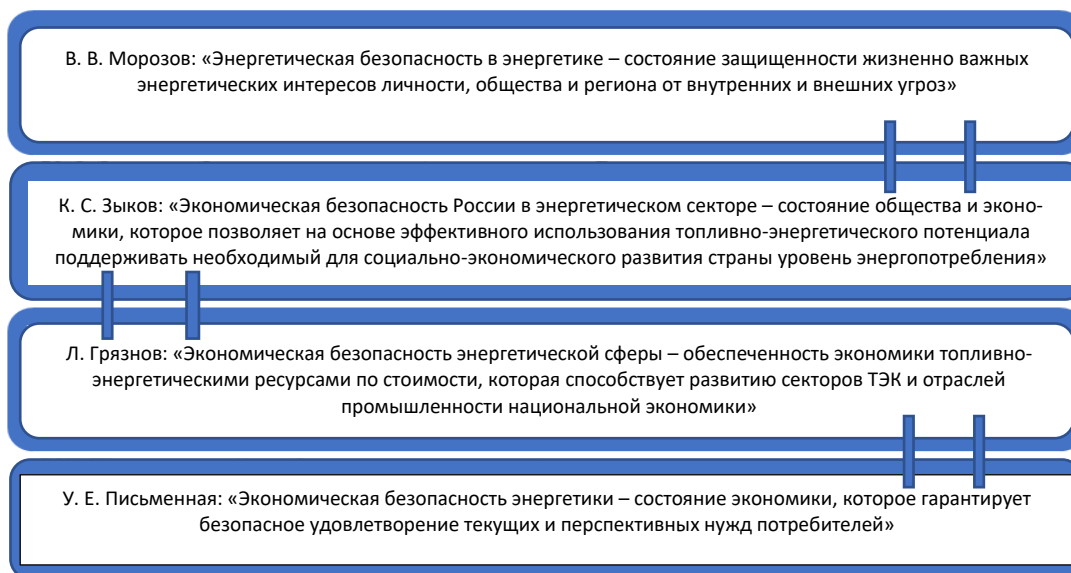 В. В. Морозов: «Энергетическая безопасность в энергетике – состояние защищенности жизненно важных
энергетических интересов личности, общества и региона от внутренних и внешних угроз»
К. С. Зыков: «Экономическая безопасность России в энергетическом секторе – состояние общества и эконо-
мики, которое позволяет на основе эффективного использования топливно-энергетического потенциала
поддерживать необходимый для социально-экономического развития страны уровень энергопотребления»
Л. Грязнов: «Экономическая безопасность энергетической сферы – обеспеченность экономики топливно-
энергетическими ресурсами по стоимости, которая способствует развитию секторов ТЭК и отраслей
промышленности национальной экономики»
У. Е. Письменная: «Экономическая безопасность энергетики – состояние экономики, которое гарантирует
безопасное удовлетворение текущих и перспективных нужд потребителей»